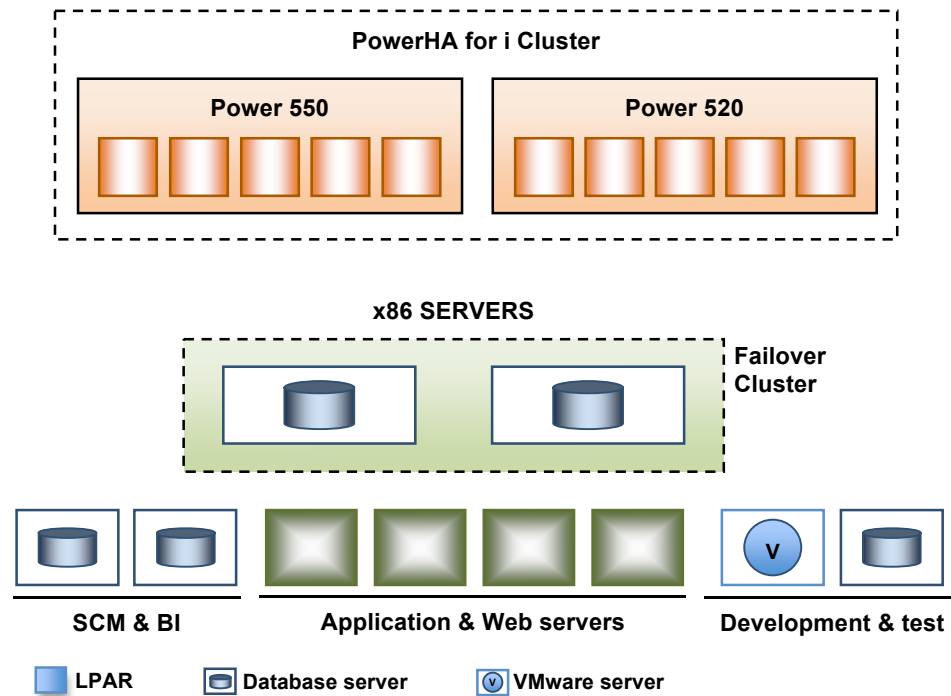 PowerHA for i Cluster
Power 550
Power 520
x86 SERVERS
Failover
Cluster
V
SCM & BI
Application & Web servers
Development & test
LPAR
Database server
V
VMware server